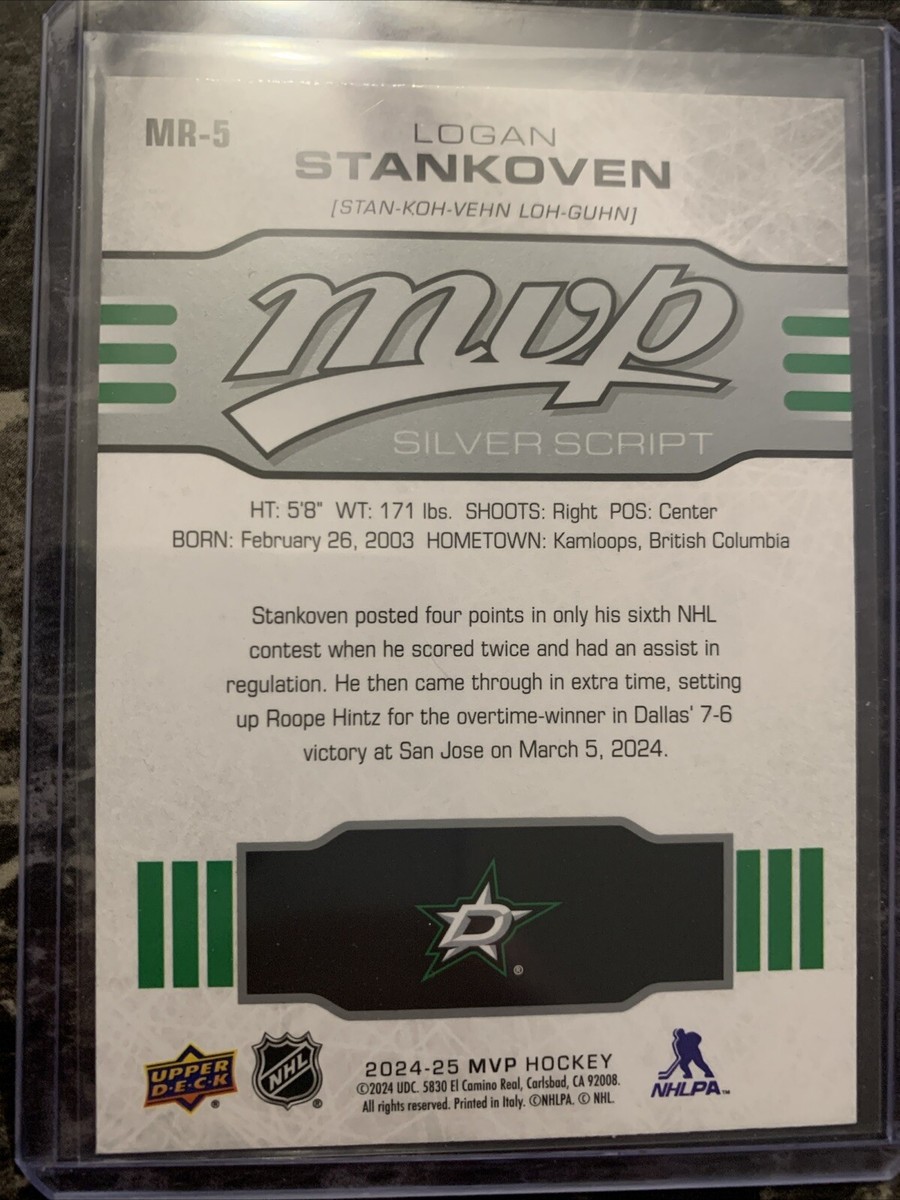 MR-5
LOGAN
STANKOVEN
[STAN-KOH-VEHN LOH-GUHN]
mvp
SILVER SCRIPT
HT: 5'8" WT: 171 lbs. SHOOTS: Right POS: Center
BORN: February 26, 2003 HOMETOWN: Kamloops, British Columbia
Stankoven posted four points in only his sixth NHL
contest when he scored twice and had an assist in
regulation. He then came through in extra time, setting
up Roope Hintz for the overtime-winner in Dallas' 7-6
victory at San Jose on March 5, 2024.
D
®
UPPER
D·E·C·K
®
NHL
®
2024-25 MVP HOCKEY
©2024 UDC. 5830 El Camino Real, Carlsbad, CA 92008.
All rights reserved. Printed in Italy. ©NHLPA. © NHL.
NHLPA™